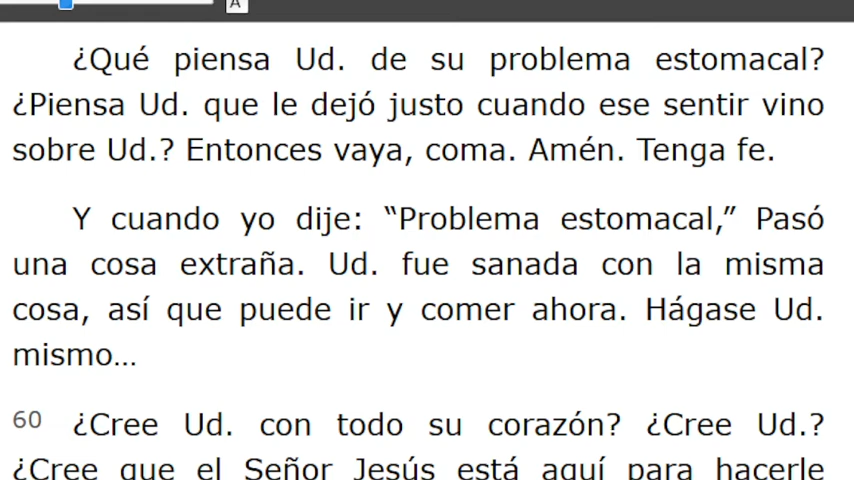 A
¿Qué piensa Ud. de su problema estomacal?
¿Piensa Ud. que le dejó justo cuando ese sentir vino
sobre Ud.? Entonces vaya, coma. Amén. Tenga fe.
Y cuando yo dije: “Problema estomacal,” Pasó
una cosa extraña. Ud. fue sanada con la misma
cosa, así que puede ir y comer ahora. Hágase Ud.
mismo...
60 ¿Cree Ud. con todo su corazón? ¿Cree Ud.?
¿Cree que el Señor Jesús está aquí para hacerle